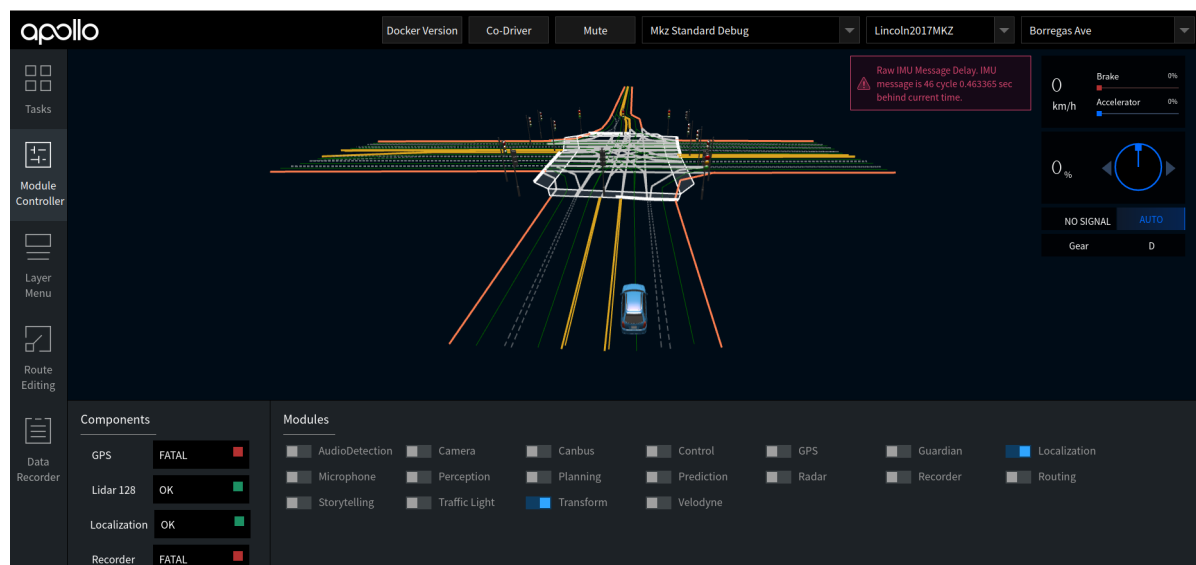 apollo
Docker Version Co-Driver Mute Mkz Standard Debug Lincoln2017MKZ Borregas Ave
Tasks
Module
Controller
Layer
Menu
Route
Editing
Data
Recorder
Raw IMU Message Delay. IMU
message is 46 cycle 0.463365 sec
behind current time.
0
km/h
Brake 0%
Accelerator 0%
0 %
NO SIGNAL AUTO
Gear D
Components
GPS FATAL
Lidar 128 OK
Localization OK
Recorder FATAL
Modules
AudioDetection Camera Canbus Control GPS Guardian Localization
Microphone Perception Planning Prediction Radar Recorder Routing
Storytelling Traffic Light Transform Velodyne